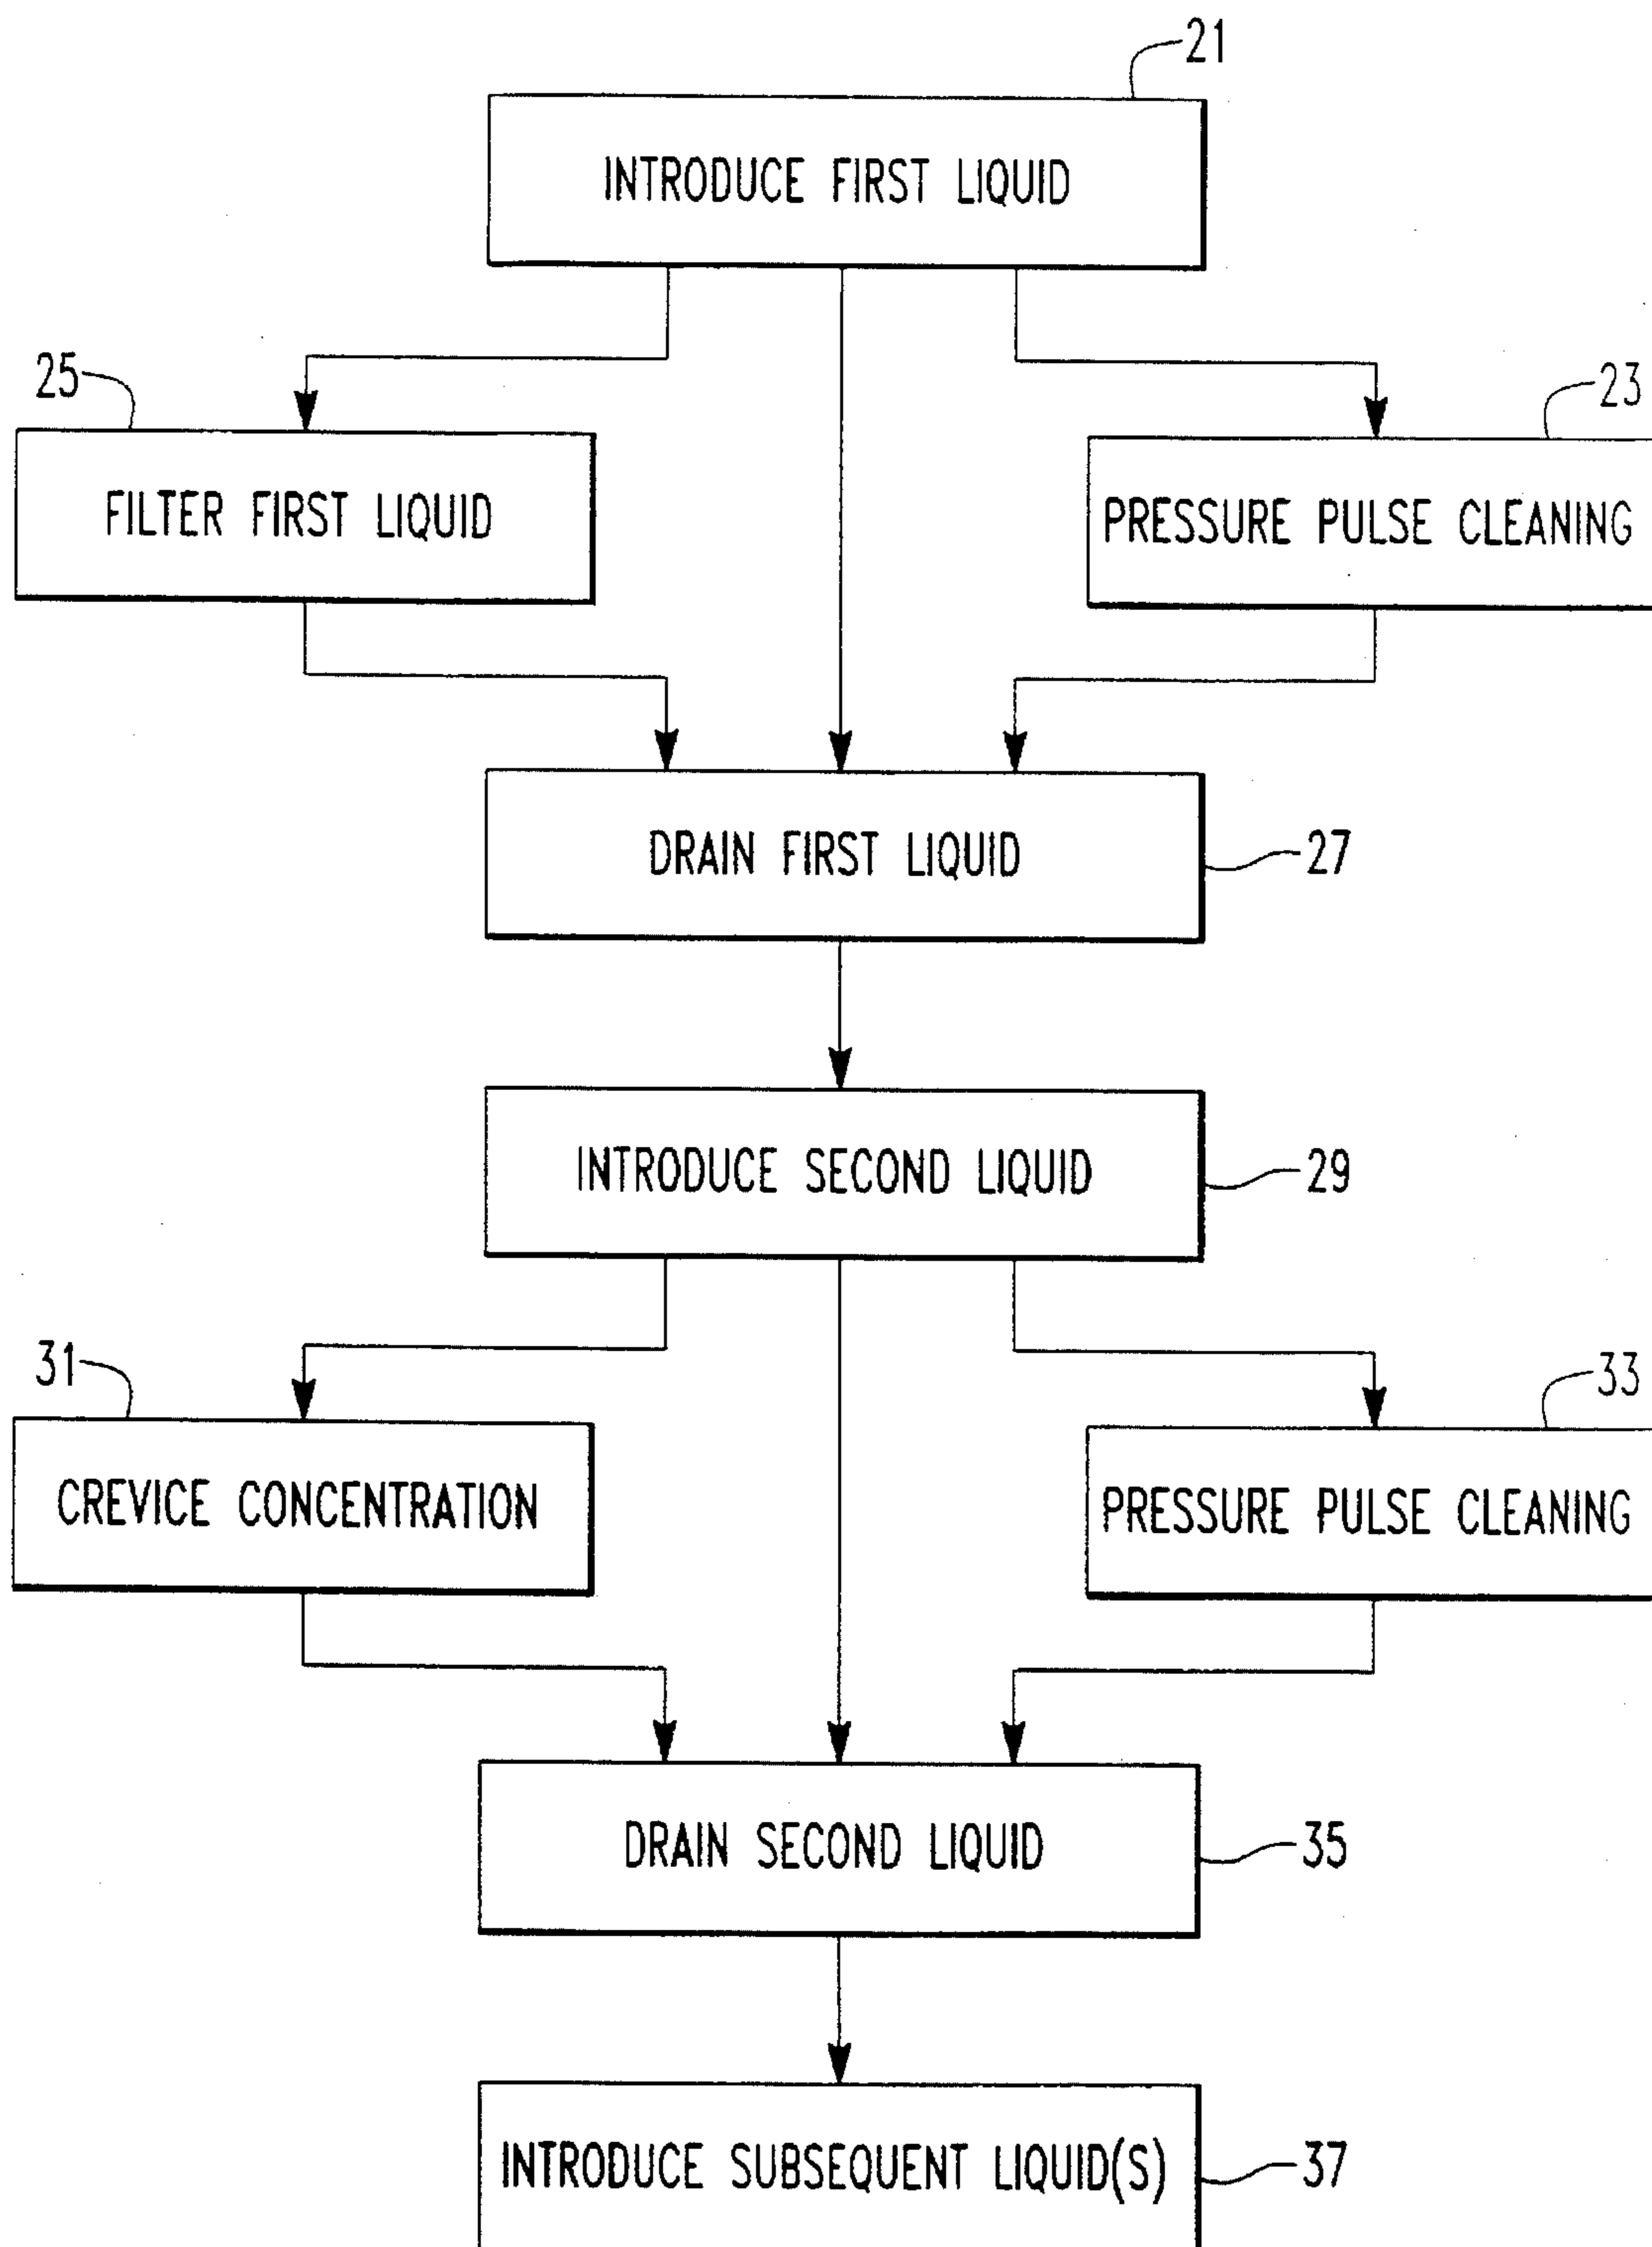 21
INTRODUCE FIRST LIQUID
25
23
FILTER FIRST LIQUID
PRESSURE PULSE CLEANING
DRAIN FIRST LIQUID
27
INTRODUCE SECOND LIQUID
29
31
33
CREVICE CONCENTRATION
PRESSURE PULSE CLEANING
DRAIN SECOND LIQUID
35
INTRODUCE SUBSEQUENT LIQUID(S)
37